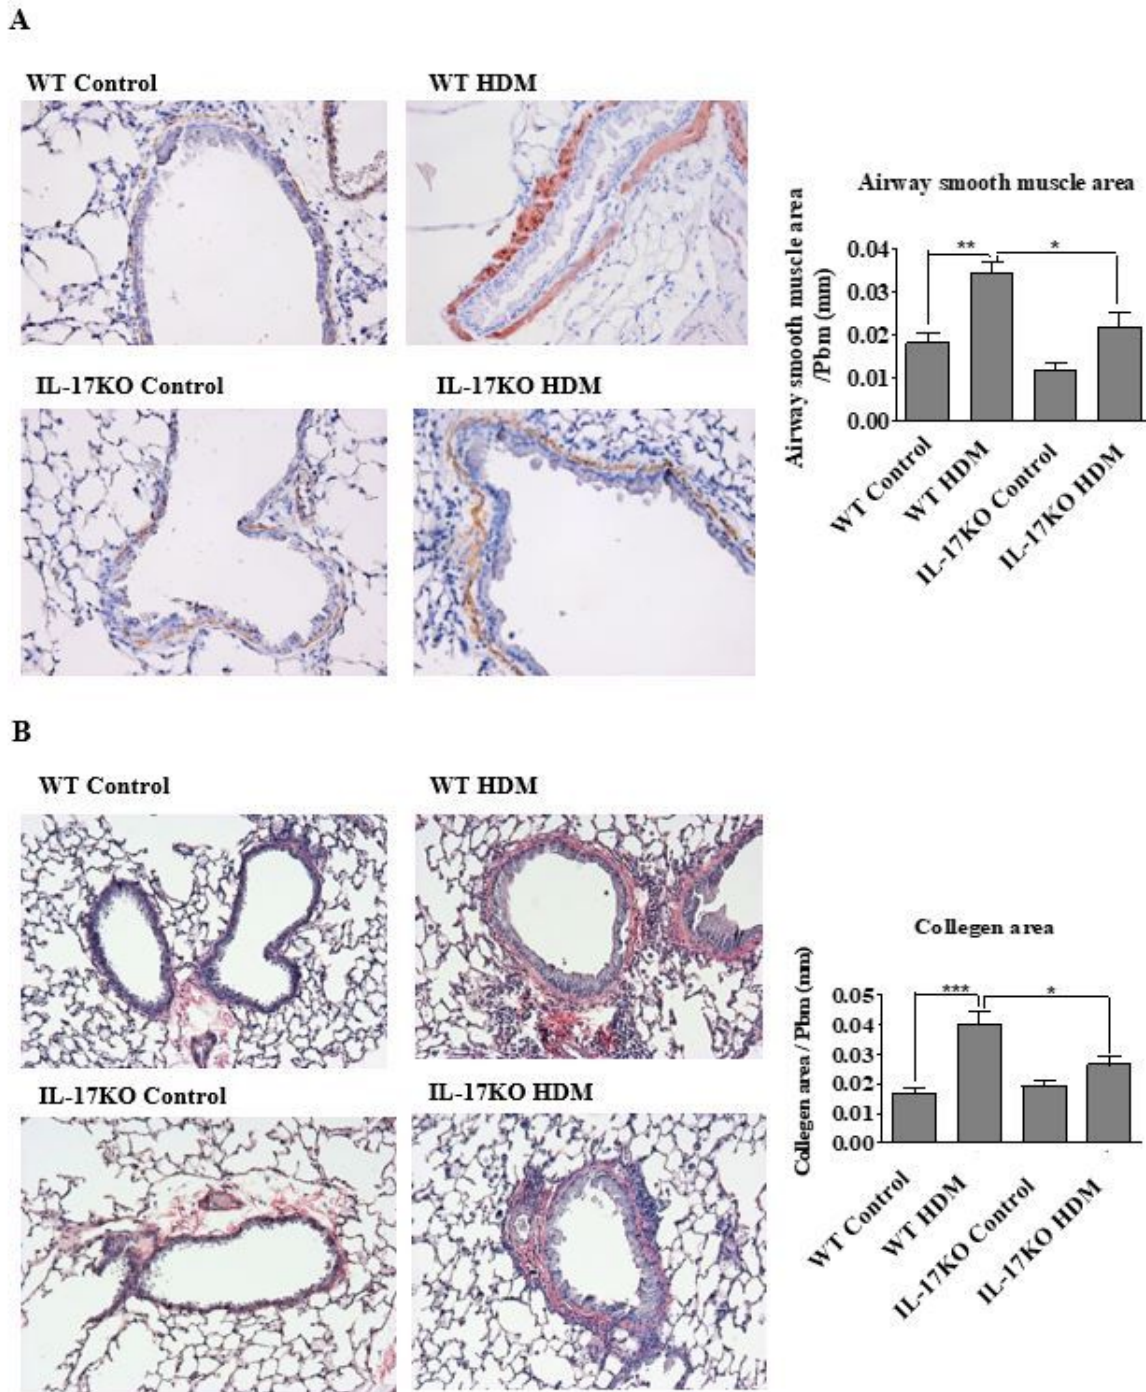 A
WT Control
WT HDM
IL-17KO Control
IL-17KO HDM
Airway smooth muscle area
Airway smooth muscle area
/Pbm (mm)
0.04
0.03
0.02
0.01
0.00
**
*
WT Control
WT HDM
IL-17KO Control
IL-17KO HDM
B
WT Control
WT HDM
IL-17KO Control
IL-17KO HDM
Collegen area
Collegen area / Pbm (mm)
0.05
0.04
0.03
0.02
0.01
0.00
***
*
WT Control
WT HDM
IL-17KO Control
IL-17KO HDM